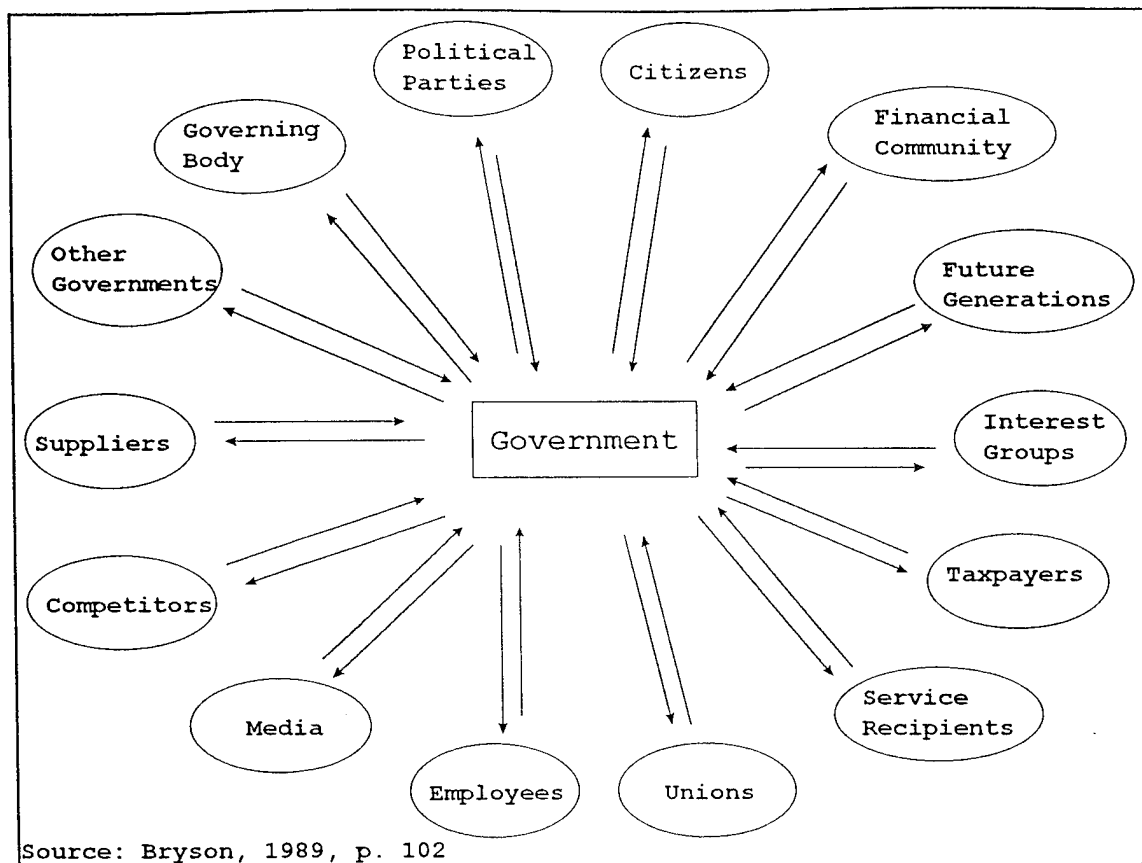 Political
Parties
Citizens
Governing
Body
Financial
Community
Other
Governments
Future
Generations
Suppliers
Government
Interest
Groups
Competitors
Taxpayers
Media
Service
Recipients
Employees
Unions
Source: Bryson, 1989, p. 102